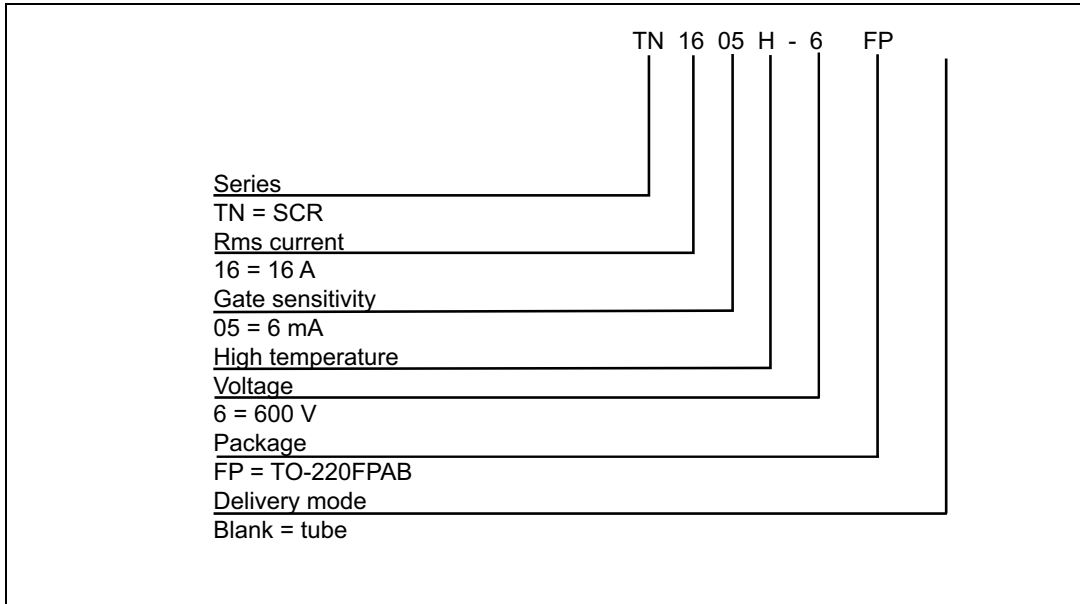 TN 16 05 H - 6 FP
Series
TN = SCR
Rms current
16 = 16 A
Gate sensitivity
05 = 6 mA
High temperature
Voltage
6 = 600 V
Package
FP = TO-220FPAB
Delivery mode
Blank = tube